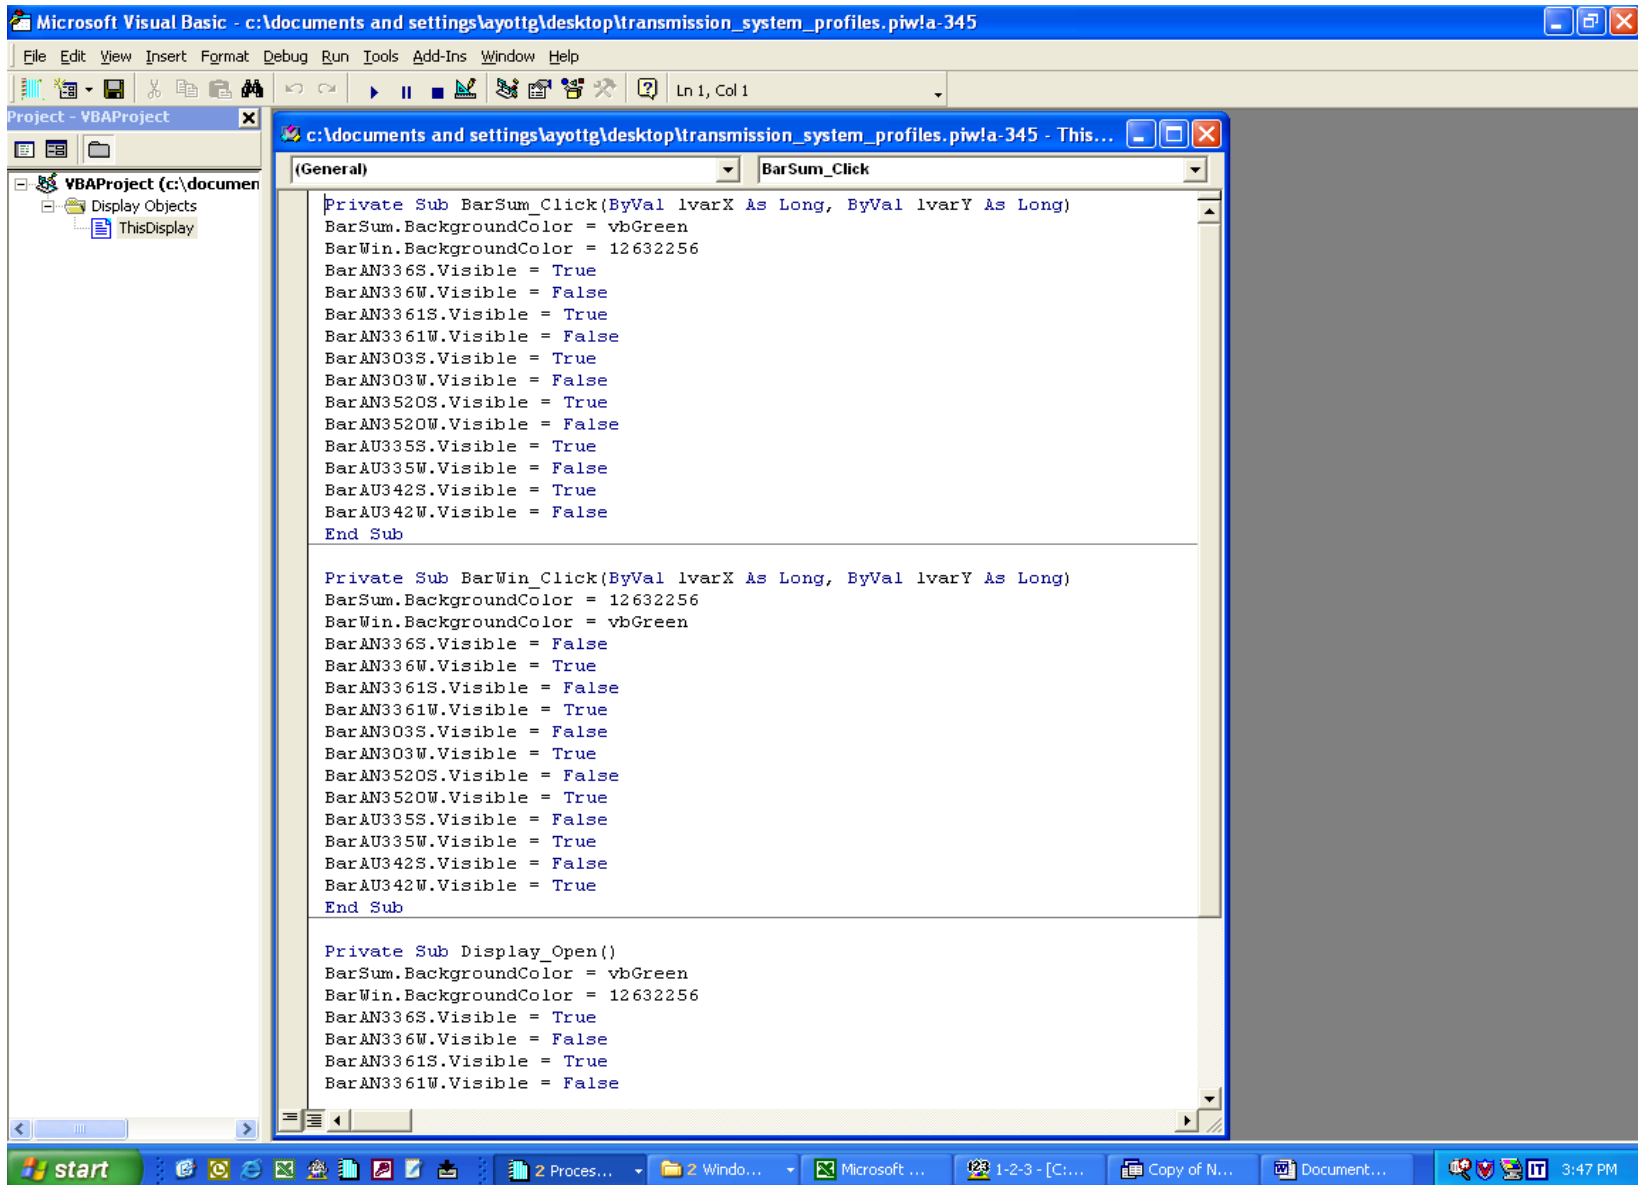 Microsoft Visual Basic - c:\documents and settings\ayottg\desktop\transmission_system_profiles.piw!a-345
File Edit View Insert Format Debug Run Tools Add-Ins Window Help
Ln 1, Col 1
Project - VBAProject
VBAProject (c:\documen
Display Objects
ThisDisplay
c:\documents and settings\ayottg\desktop\transmission_system_profiles.piw!a-345 - This...
(General) BarSum_Click
Private Sub BarSum_Click(ByVal lvarX As Long, ByVal lvarY As Long)
BarSum.BackgroundColor = vbGreen
BarWin.BackgroundColor = 12632256
BarAN336S.Visible = True
BarAN336W.Visible = False
BarAN3361S.Visible = True
BarAN3361W.Visible = False
BarAN303S.Visible = True
BarAN303W.Visible = False
BarAN3520S.Visible = True
BarAN3520W.Visible = False
BarAU335S.Visible = True
BarAU335W.Visible = False
BarAU342S.Visible = True
BarAU342W.Visible = False
End Sub
Private Sub BarWin_Click(ByVal lvarX As Long, ByVal lvarY As Long)
BarSum.BackgroundColor = 12632256
BarWin.BackgroundColor = vbGreen
BarAN336S.Visible = False
BarAN336W.Visible = True
BarAN3361S.Visible = False
BarAN3361W.Visible = True
BarAN303S.Visible = False
BarAN303W.Visible = True
BarAN3520S.Visible = False
BarAN3520W.Visible = True
BarAU335S.Visible = False
BarAU335W.Visible = True
BarAU342S.Visible = False
BarAU342W.Visible = True
End Sub
Private Sub Display_Open()
BarSum.BackgroundColor = vbGreen
BarWin.BackgroundColor = 12632256
BarAN336S.Visible = True
BarAN336W.Visible = False
BarAN3361S.Visible = True
BarAN3361W.Visible = False
start 2 Proces... 2 Windo... Microsoft ... 1-2-3 - [C:... Copy of N... Document... IT 3:47 PM